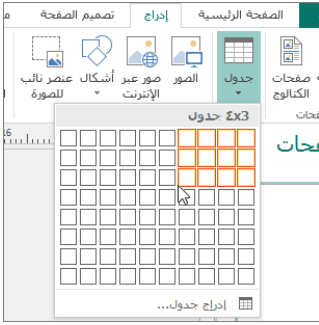 الصفحة الرئيسية
إدراج
تصميم الصفحة
صفحات
الكتالوج
جدول
الصور
صور عبر
الإنترنت
أشكال
عنصر نائب
للصورة
٤x3 جدول
إدراج جدول...